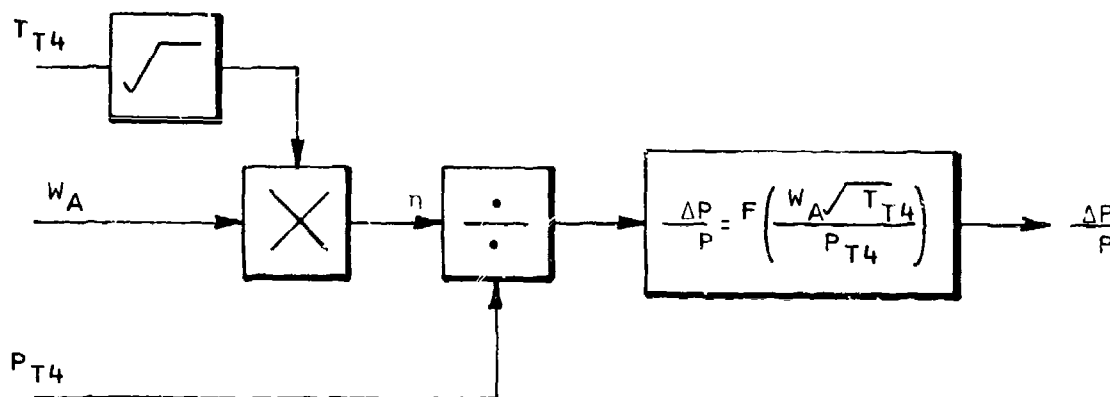 T_T4
√
W_A
×
n
÷
ΔP/P = F(W_A√T_T4/P_T4)
ΔP/P
P_T4